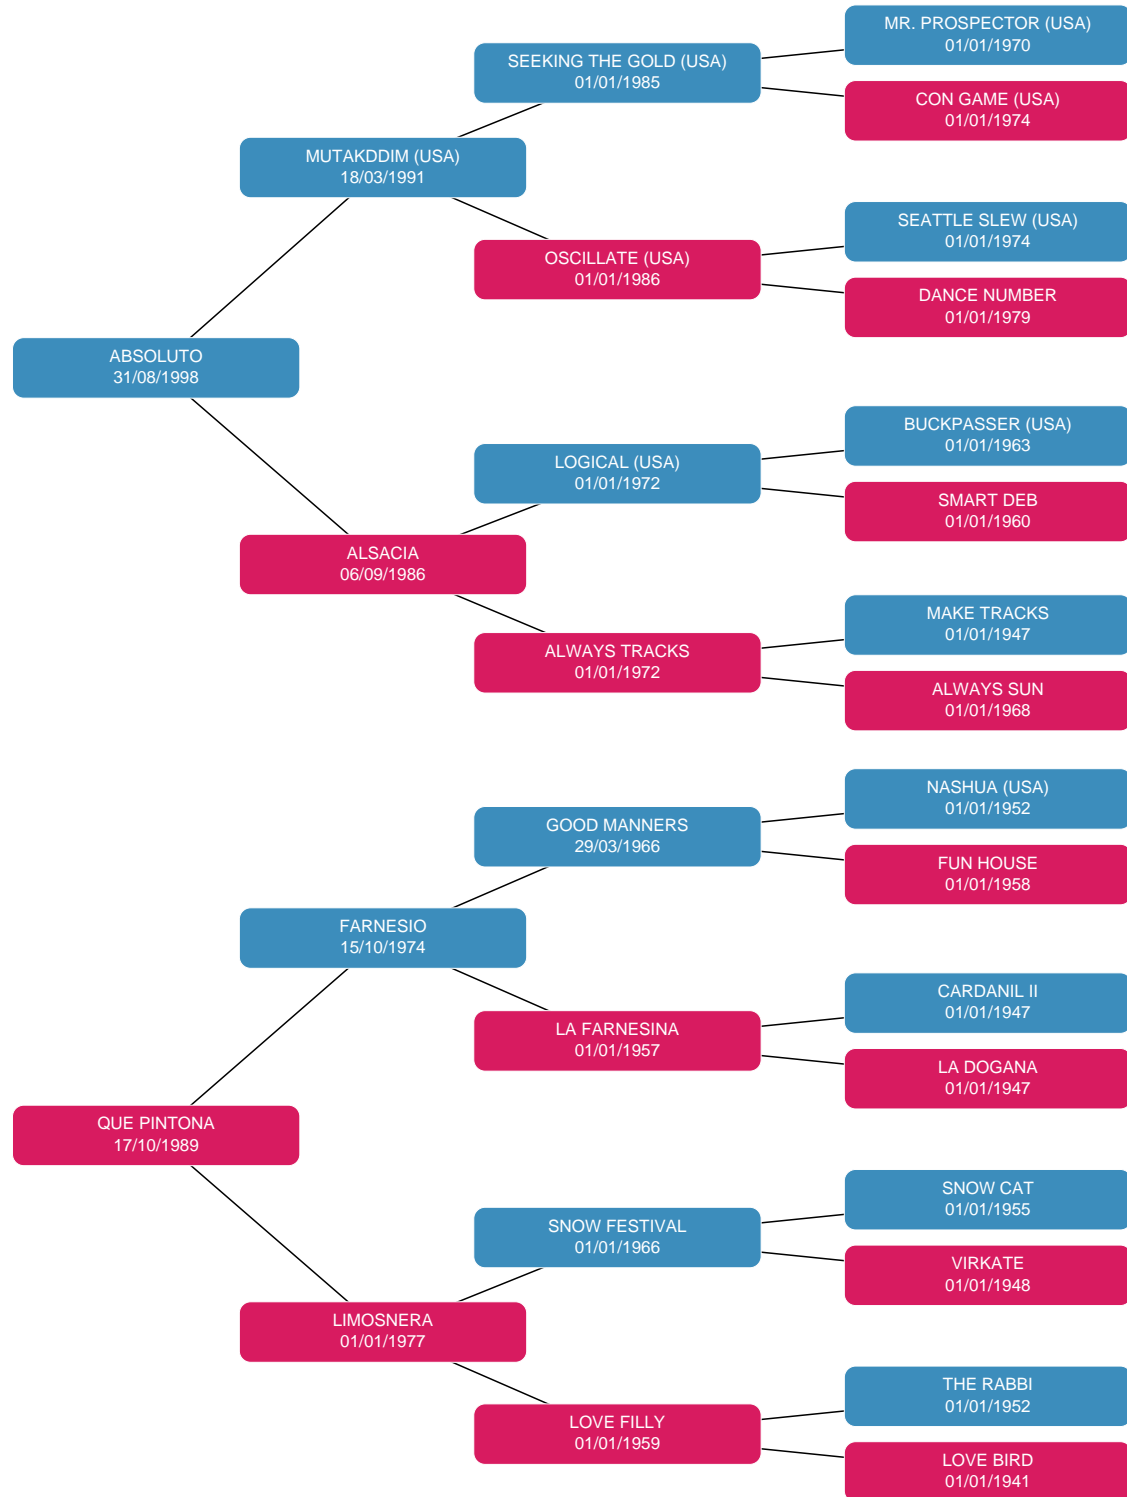 MR. PROSPECTOR (USA)
01/01/1970
SEEKING THE GOLD (USA)
01/01/1985
CON GAME (USA)
01/01/1974
MUTAKDDIM (USA)
18/03/1991
SEATTLE SLEW (USA)
01/01/1974
OSCILLATE (USA)
01/01/1986
DANCE NUMBER
01/01/1979
ABSOLUTO
31/08/1998
BUCKPASSER (USA)
01/01/1963
LOGICAL (USA)
01/01/1972
SMART DEB
01/01/1960
ALSACIA
06/09/1986
MAKE TRACKS
01/01/1947
ALWAYS TRACKS
01/01/1972
ALWAYS SUN
01/01/1968
NASHUA (USA)
01/01/1952
GOOD MANNERS
29/03/1966
FUN HOUSE
01/01/1958
FARNESIO
15/10/1974
CARDANIL II
01/01/1947
LA FARNESINA
01/01/1957
LA DOGANA
01/01/1947
QUE PINTONA
17/10/1989
SNOW CAT
01/01/1955
SNOW FESTIVAL
01/01/1966
VIRKATE
01/01/1948
LIMOSNERA
01/01/1977
THE RABBI
01/01/1952
LOVE FILLY
01/01/1959
LOVE BIRD
01/01/1941